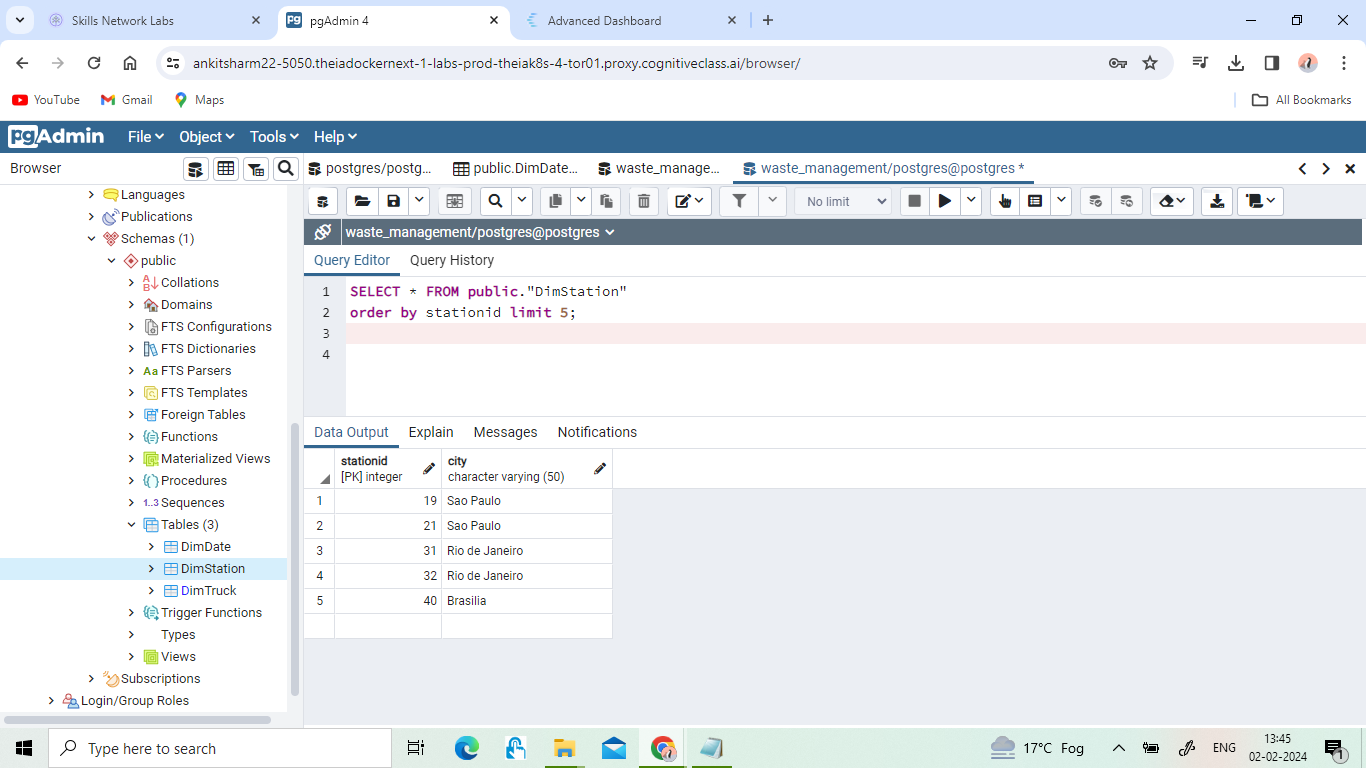 Skills Network Labs
pgAdmin 4
Advanced Dashboard
ankitsharm22-5050.theiadockernext-1-labs-prod-theiak8s-4-tor01.proxy.cognitiveclass.ai/browser/
YouTube
Gmail
Maps
All Bookmarks
pgAdmin
File
Object
Tools
Help
Browser
postgres/postg...
public.DimDate...
waste_manage...
waste_management/postgres@postgres *
Languages
Publications
Schemas (1)
public
Collations
Domains
FTS Configurations
FTS Dictionaries
Aa FTS Parsers
FTS Templates
Foreign Tables
Functions
Materialized Views
Procedures
1..3 Sequences
Tables (3)
DimDate
DimStation
DimTruck
Trigger Functions
Types
Views
Subscriptions
Login/Group Roles
No limit
waste_management/postgres@postgres
Query Editor
Query History
1 SELECT * FROM public."DimStation"
2 order by stationid limit 5;
3
4
Data Output
Explain
Messages
Notifications
stationid
[PK] integer
city
character varying (50)
1 19 Sao Paulo
2 21 Sao Paulo
3 31 Rio de Janeiro
4 32 Rio de Janeiro
5 40 Brasilia
Type here to search
17°C Fog
ENG
13:45
02-02-2024
1